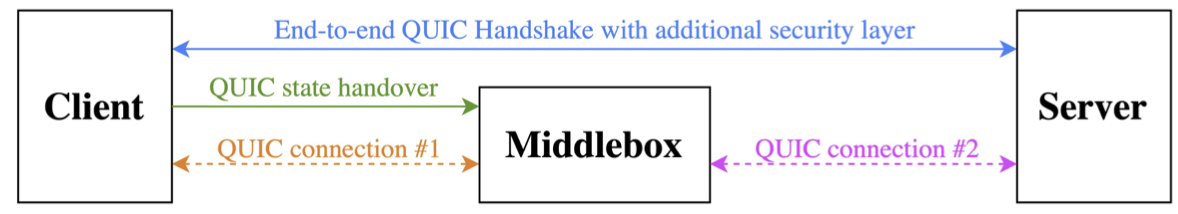 End-to-end QUIC Handshake with additional security layer
Client
QUIC state handover
Server
QUIC connection #1
Middlebox
QUIC connection #2